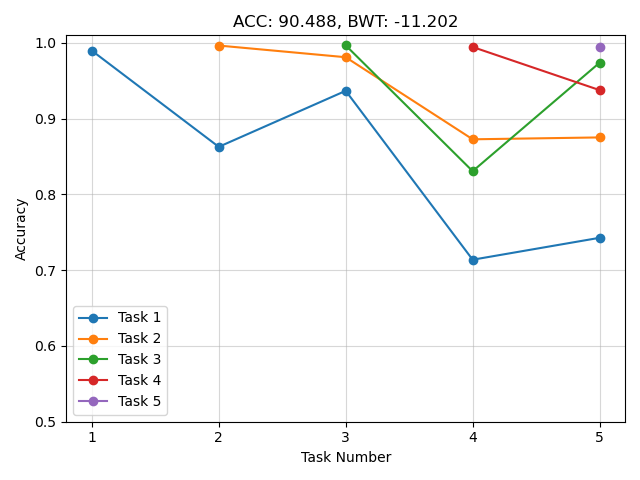 ACC: 90.488, BWT: -11.202
1.0
0.9
0.8
0.7
0.6
0.5
Accuracy
Task 1
Task 2
Task 3
Task 4
Task 5
1 2 3 4 5
Task Number